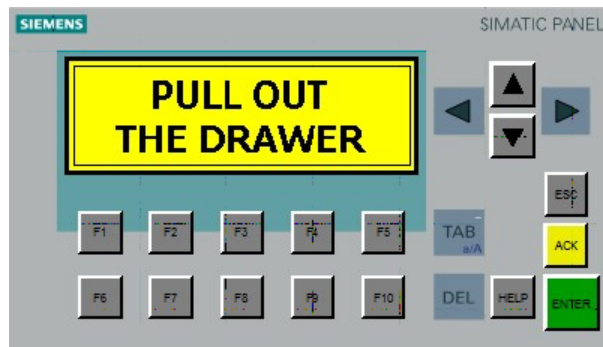 SIEMENS
SIMATIC PANEL
PULL OUT
THE DRAWER
ESC
F1 F2 F3 F4 F5 TAB
a/A
ACK
F6 F7 F8 F9 F10 DEL HELP ENTER